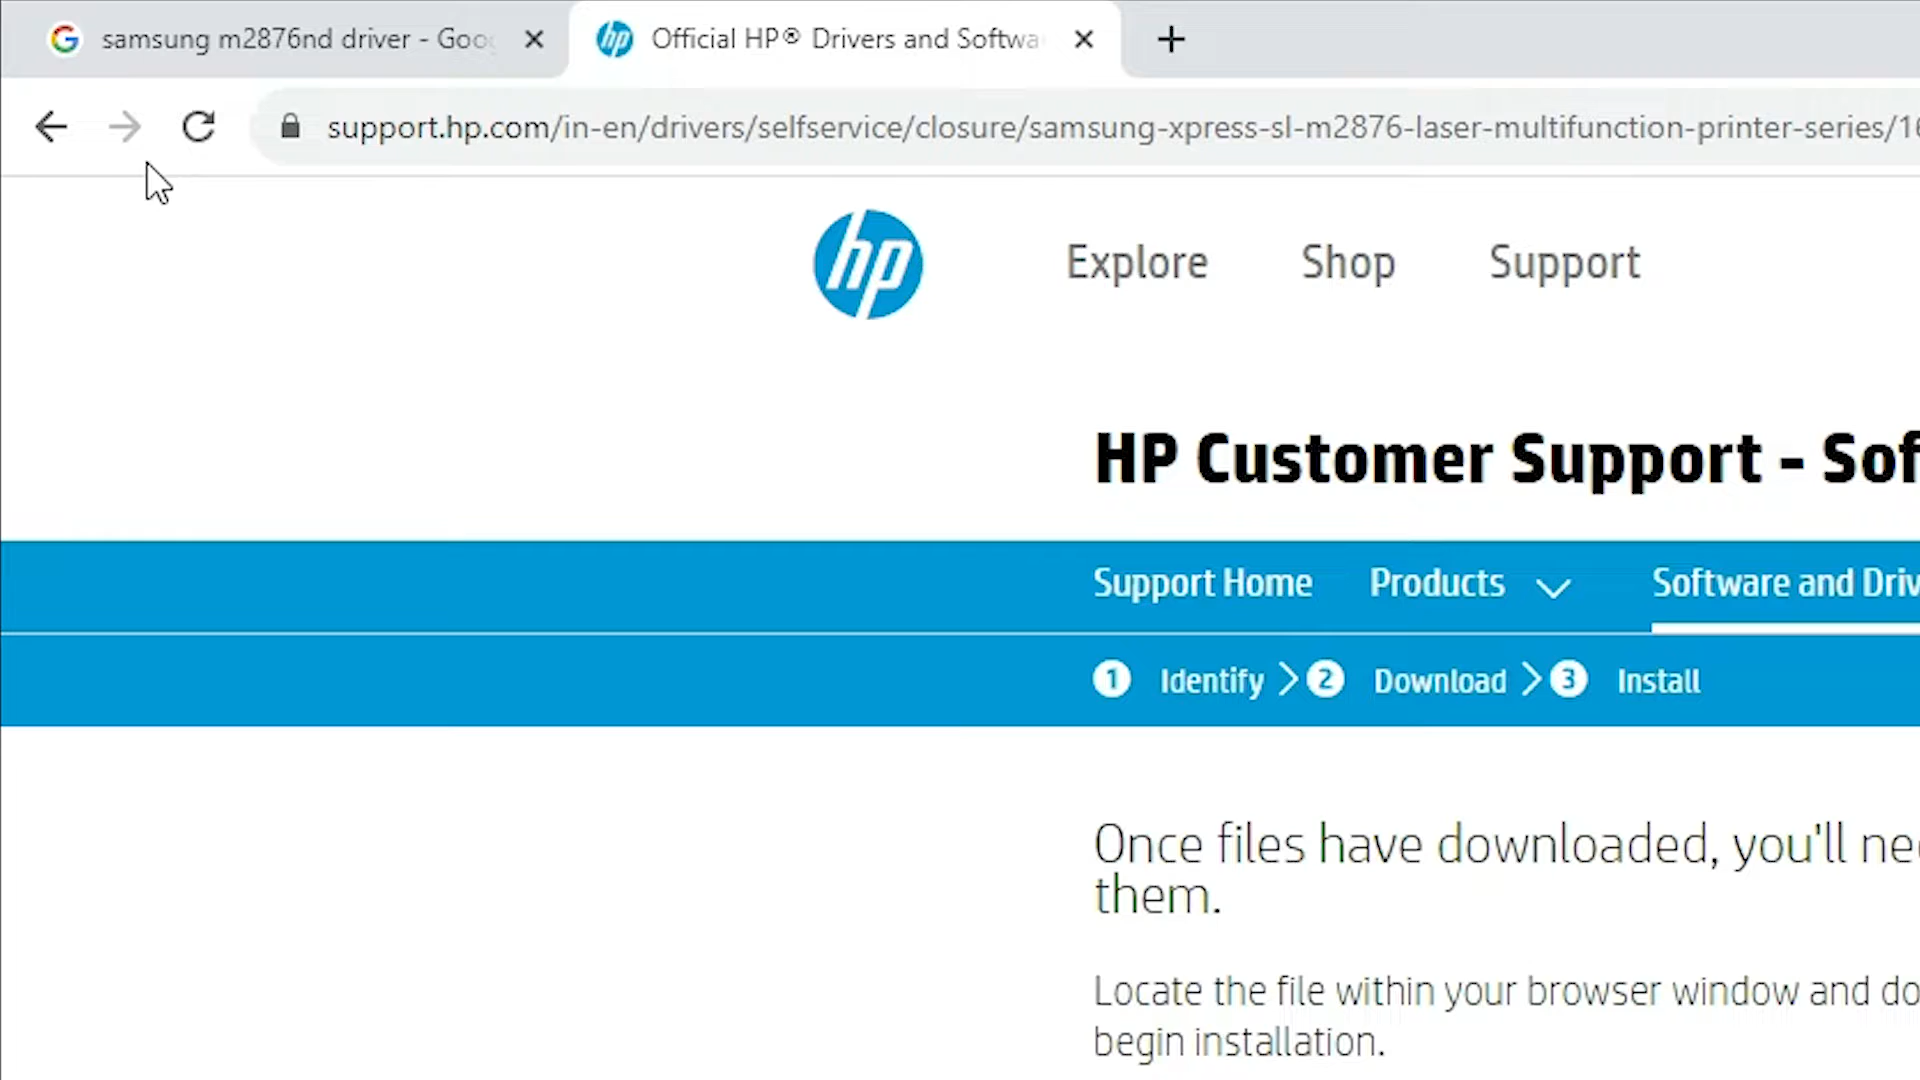 samsung m2876nd driver - Goo
Official HP® Drivers and Softwa
support.hp.com/in-en/drivers/selfservice/closure/samsung-xpress-sl-m2876-laser-multifunction-printer-series/16
hp
Explore Shop Support
HP Customer Support - Sof
Support Home Products Software and Driv
1 Identify 2 Download 3 Install
Once files have downloaded, you'll nee
them.
Locate the file within your browser window and do
begin installation.